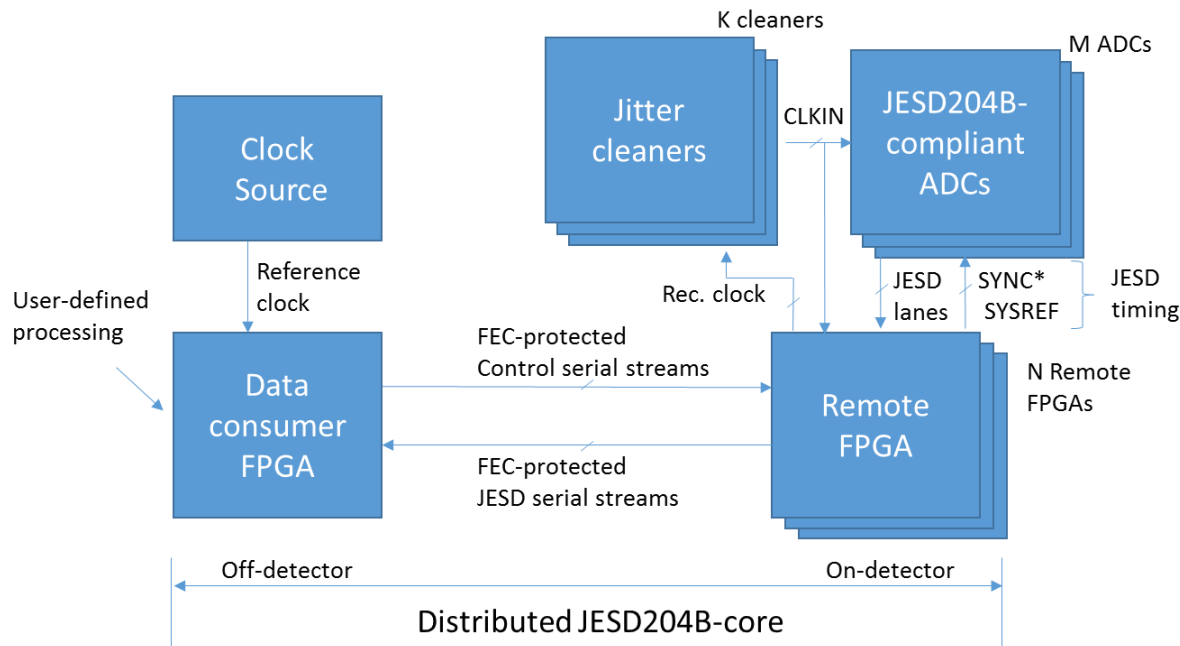 K cleaners
M ADCs
Jitter
cleaners
CLKIN
JESD204B-
compliant
ADCs
Clock
Source
Reference
clock
User-defined
processing
Rec. clock
JESD
lanes
SYNC*
SYSREF
JESD
timing
FEC-protected
Control serial streams
Data
consumer
FPGA
Remote
FPGA
N Remote
FPGAs
FEC-protected
JESD serial streams
Off-detector
On-detector
Distributed JESD204B-core